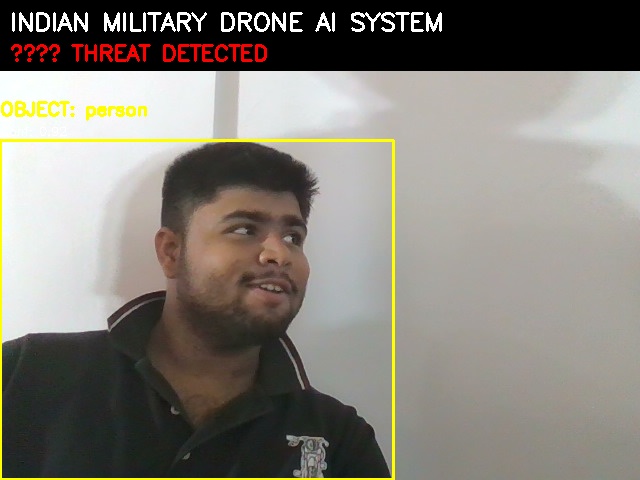 INDIAN MILITARY DRONE AI SYSTEM
???? THREAT DETECTED
OBJECT: person